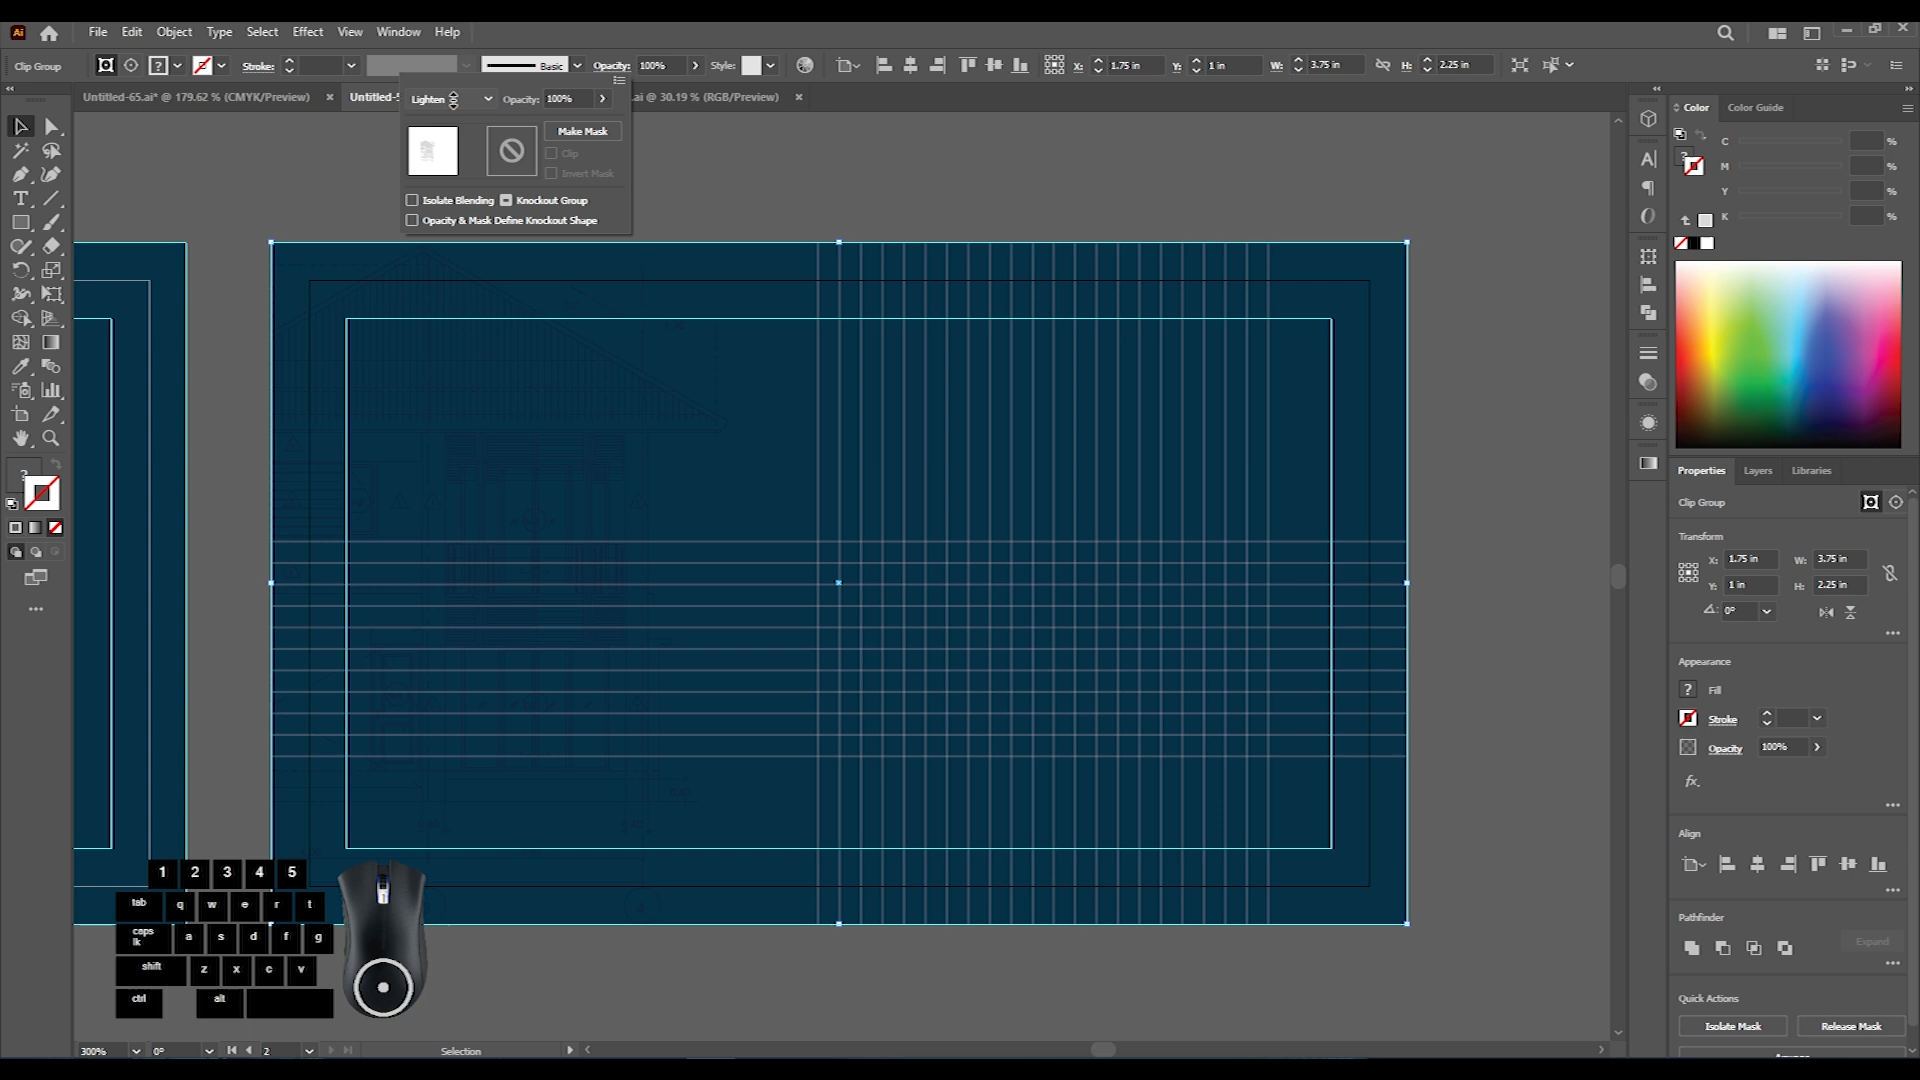 Ai File Edit Object Type Select Effect View Window Help
Clip Group ? Stroke: Basic Opacity: 100% Style: X: 1.75 in Y: 1 in W: 3.75 in H: 2.25 in
Untitled-65.ai* @ 179.62 % (CMYK/Preview) × Untitled-5 .ai @ 30.19 % (RGB/Preview) ×
Lighten Opacity: 100%
Make Mask
Clip
Invert Mask
Isolate Blending Knockout Group
Opacity & Mask Define Knockout Shape
Color Color Guide
C %
M %
Y %
K %
Properties Layers Libraries
Clip Group
Transform
X: 1.75 in W: 3.75 in
Y: 1 in H: 2.25 in
0°
Appearance
? Fill
Stroke
Opacity 100%
fx.
Align
Pathfinder
Expand
Quick Actions
Isolate Mask Release Mask
1 2 3 4 5
tab q w e r t
caps lk a s d f g
shift z x c v
ctrl alt
300% 0° 2 Selection